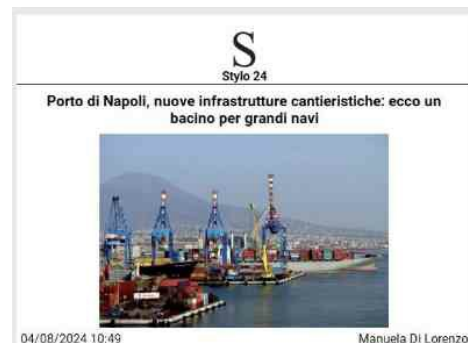 S
Stylo 24
Porto di Napoli, nuove infrastrutture cantieristiche: ecco un
bacino per grandi navi
04/08/2024 10:49
Manuela Di Lorenzo